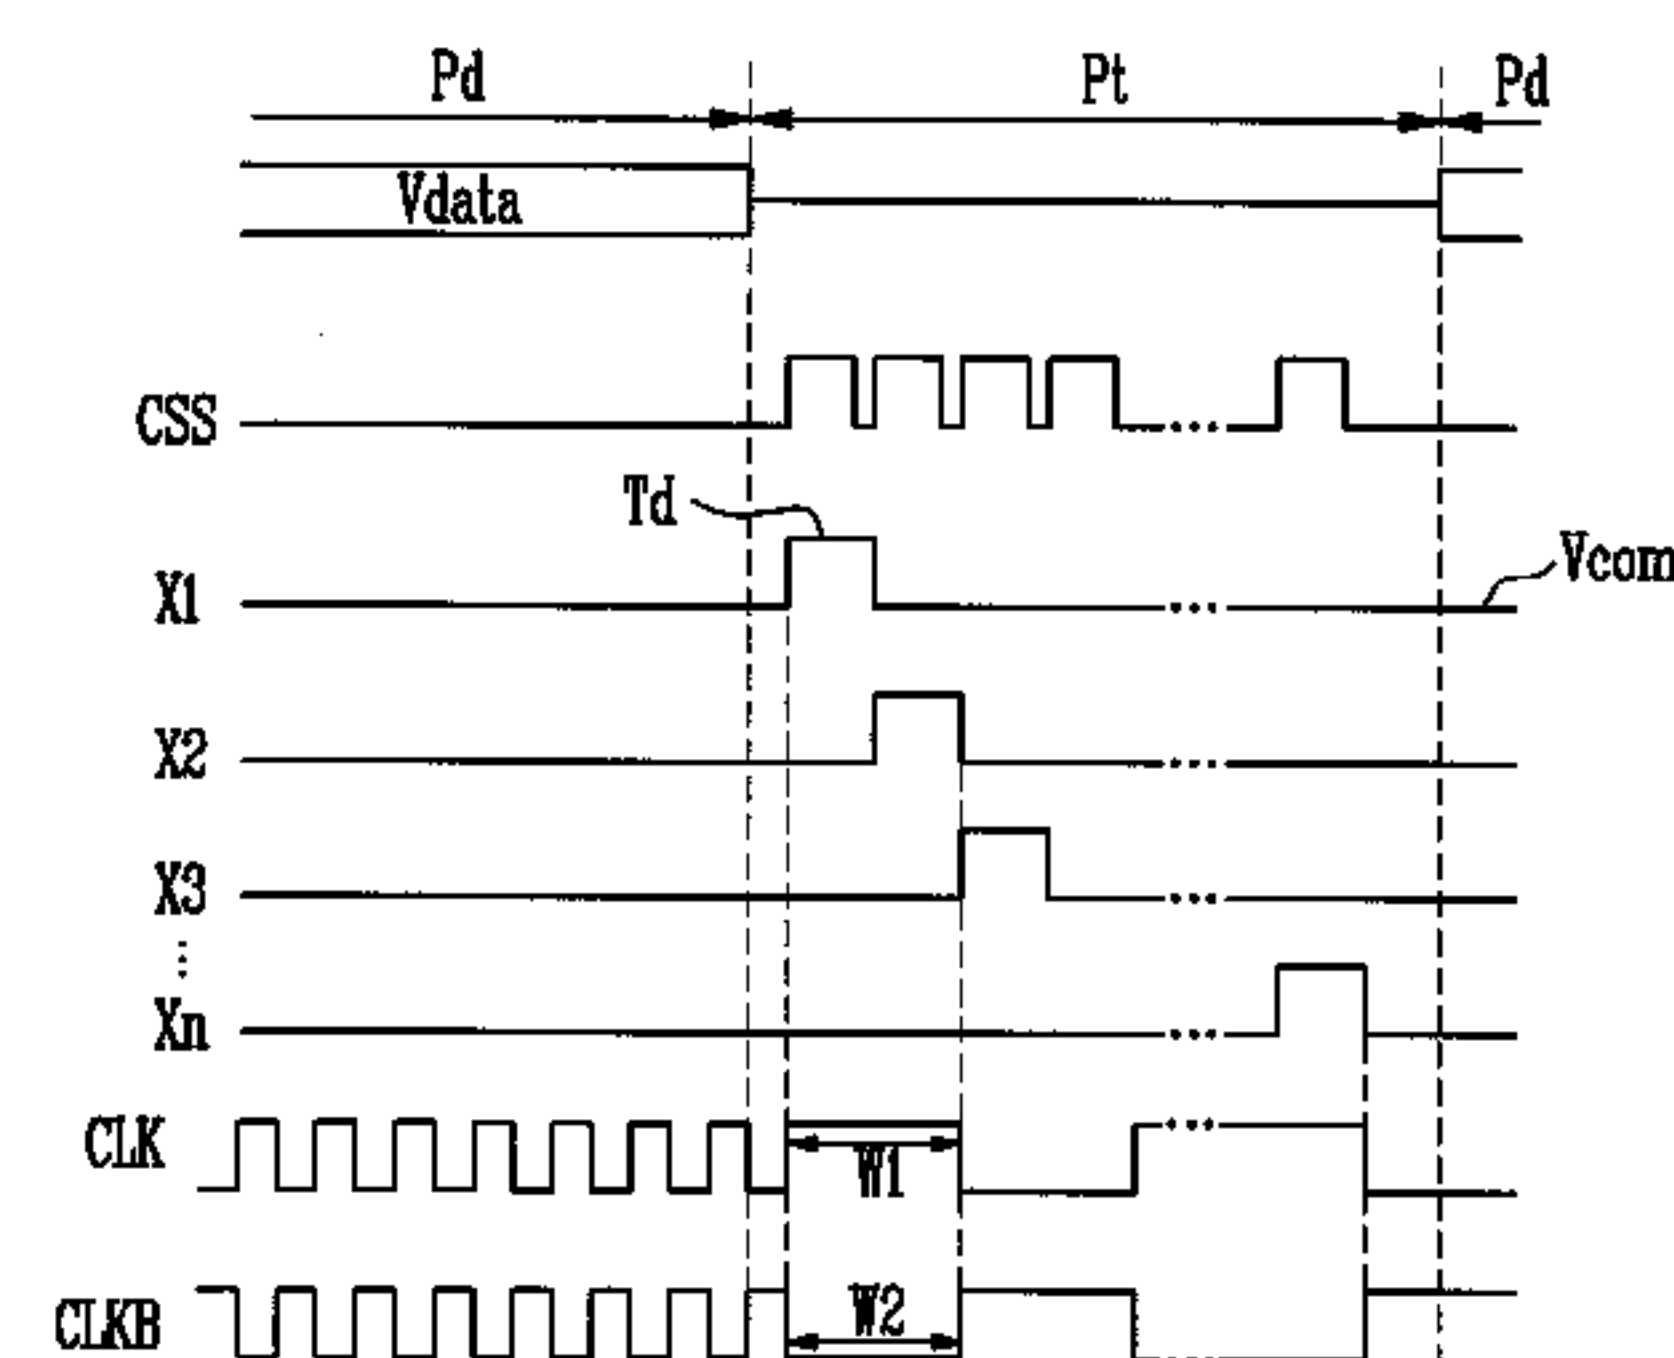 Pd Pt Pd
Vdata
CSS
Td
Vcom
X1
X2
X3
Xn
CLK
W1
CLKB
W2